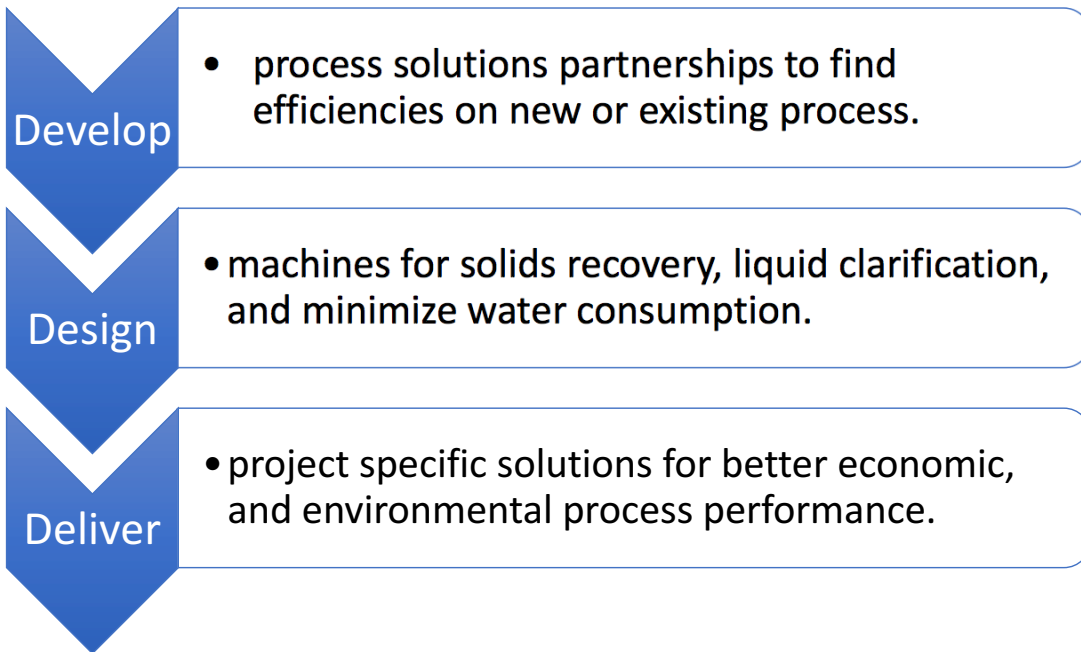 Develop
• process solutions partnerships to find
efficiencies on new or existing process.
Design
• machines for solids recovery, liquid clarification,
and minimize water consumption.
Deliver
• project specific solutions for better economic,
and environmental process performance.